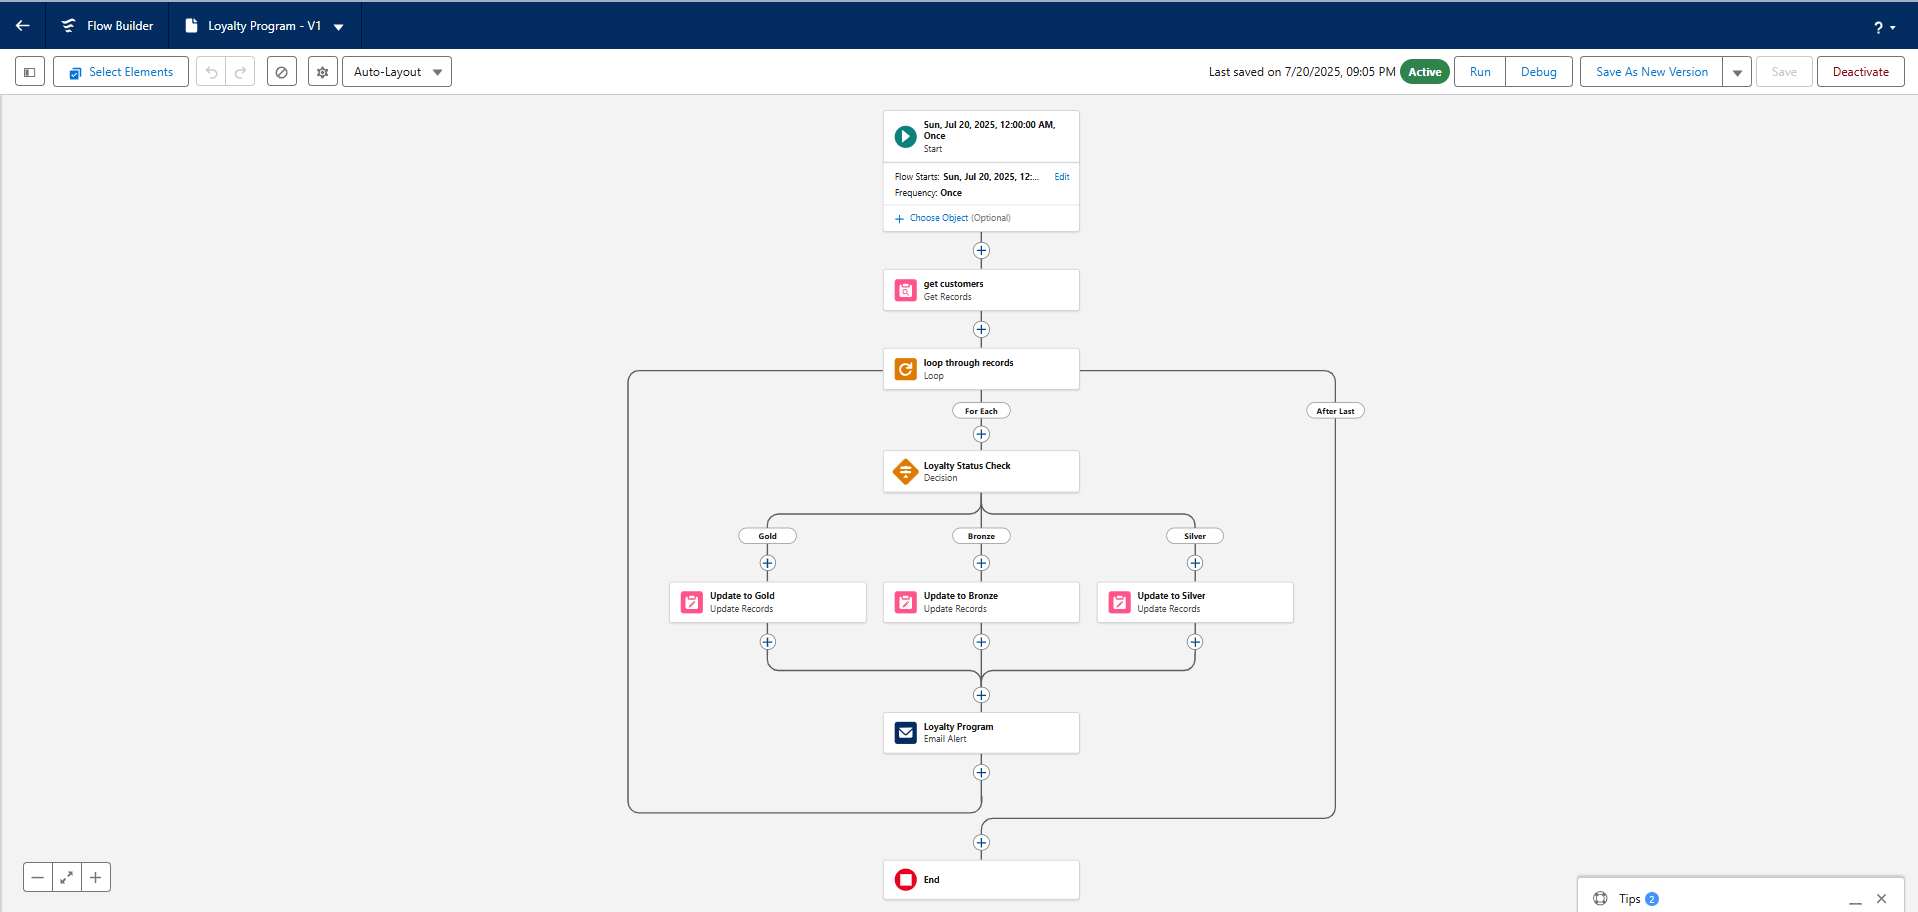 Flow Builder
Loyalty Program - V1
?
Select Elements
Auto-Layout
Last saved on 7/20/2025, 09:05 PM
Active
Run
Debug
Save As New Version
Save
Deactivate
Sun, Jul 20, 2025, 12:00:00 AM,
Once
Start
Flow Starts: Sun, Jul 20, 2025, 12:...
Edit
Frequency: Once
Choose Object (Optional)
get customers
Get Records
loop through records
Loop
For Each
After Last
Loyalty Status Check
Decision
Gold
Bronze
Silver
Update to Gold
Update Records
Update to Bronze
Update Records
Update to Silver
Update Records
Loyalty Program
Email Alert
End
Tips 2